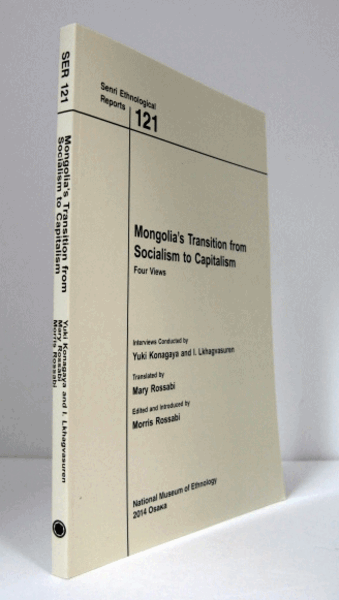 SER 121
Mongolia's Transition from
Socialism to Capitalism
Yuki Konagaya and I. Lkhagvasuren
Mary Rossabi
Morris Rossabi
Senri Ethnological
Reports
121
Mongolia's Transition from
Socialism to Capitalism
Four Views
Interviews Conducted by
Yuki Konagaya and I. Lkhagvasuren
Translated by
Mary Rossabi
Edited and Introduced by
Morris Rossabi
National Museum of Ethnology
2014 Osaka